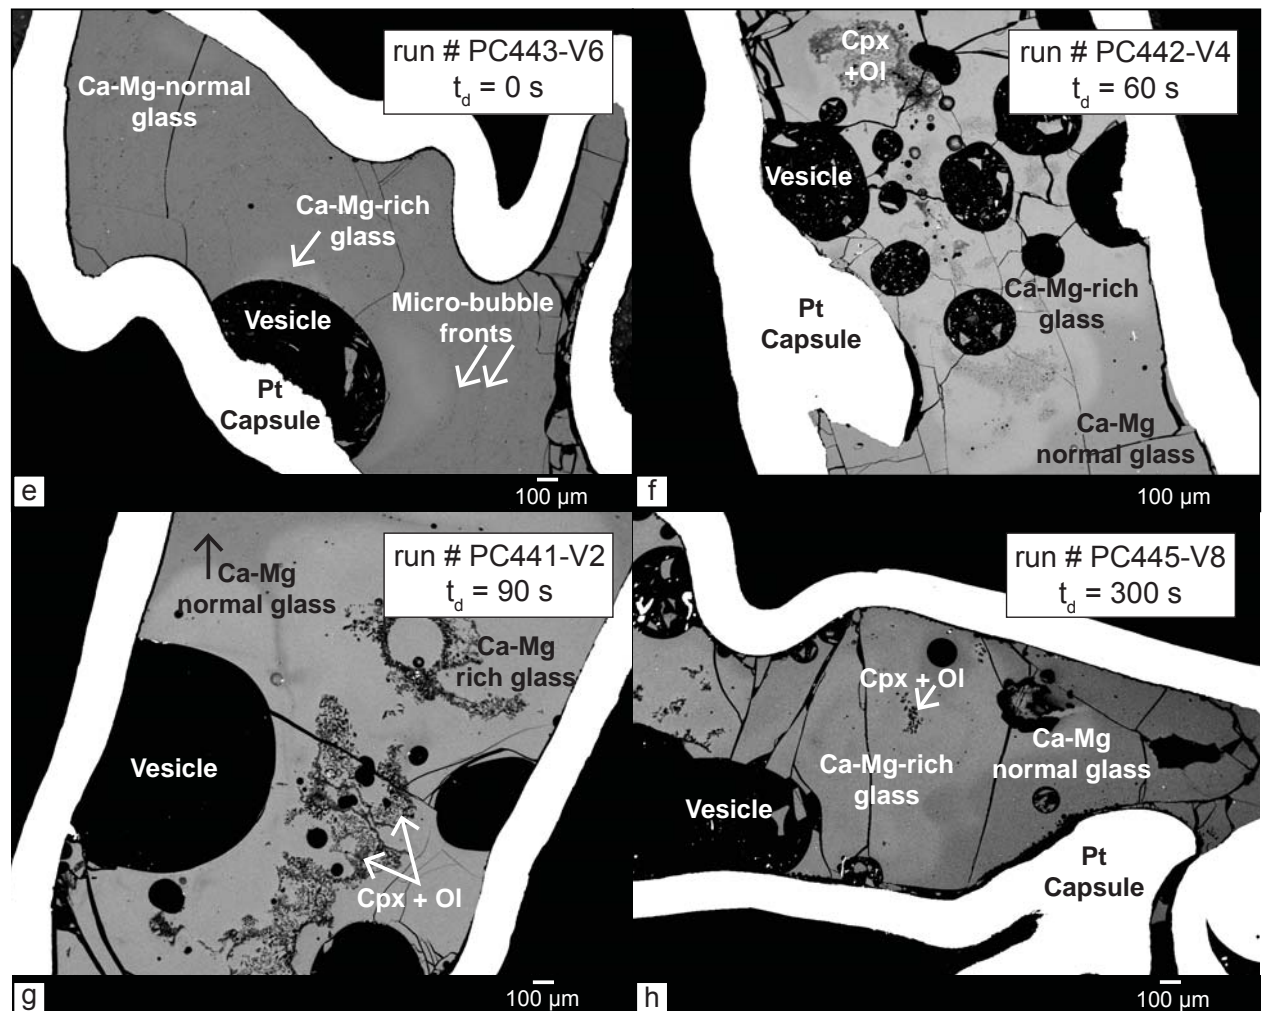 run # PC443-V6
t_d = 0 s
Ca-Mg-normal
glass
Ca-Mg-rich
glass
Micro-bubble
fronts
Vesicle
Pt
Capsule
e
100 µm
run # PC442-V4
t_d = 60 s
Cpx
+Ol
Vesicle
Ca-Mg-rich
glass
Pt
Capsule
Ca-Mg
normal glass
f
100 µm
run # PC441-V2
t_d = 90 s
Ca-Mg
normal glass
Ca-Mg
rich glass
Vesicle
Cpx + Ol
g
100 µm
run # PC445-V8
t_d = 300 s
Cpx + Ol
Ca-Mg
normal glass
Ca-Mg-rich
glass
Vesicle
Pt
Capsule
h
100 µm